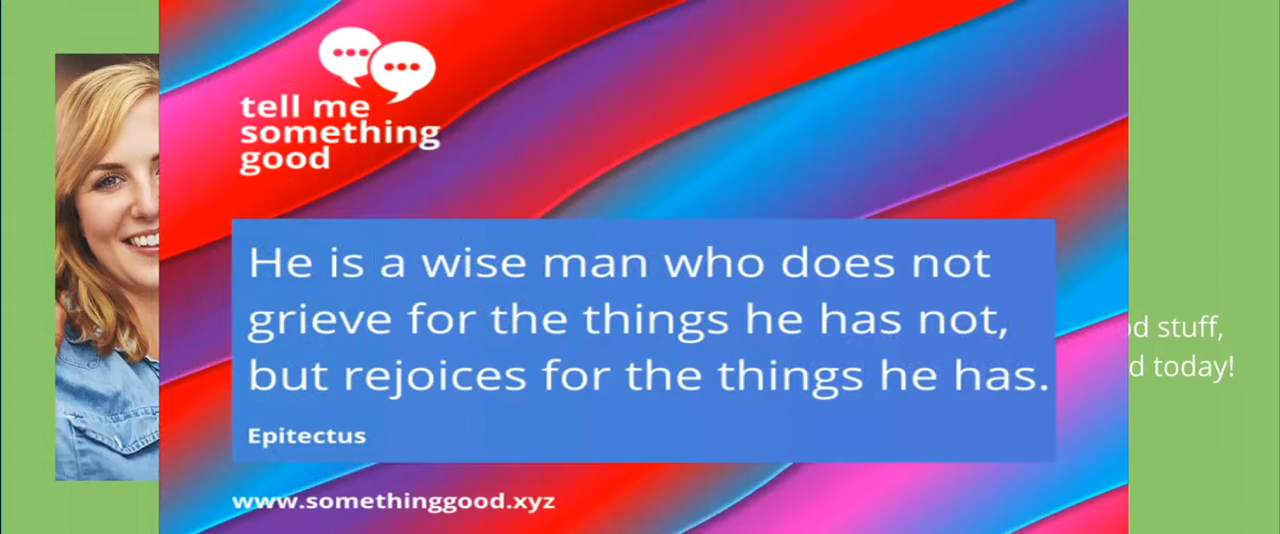 tell me
something
good
He is a wise man who does not
grieve for the things he has not,
but rejoices for the things he has.
Epitectus
www.somethinggood.xyz
stuff,
today!